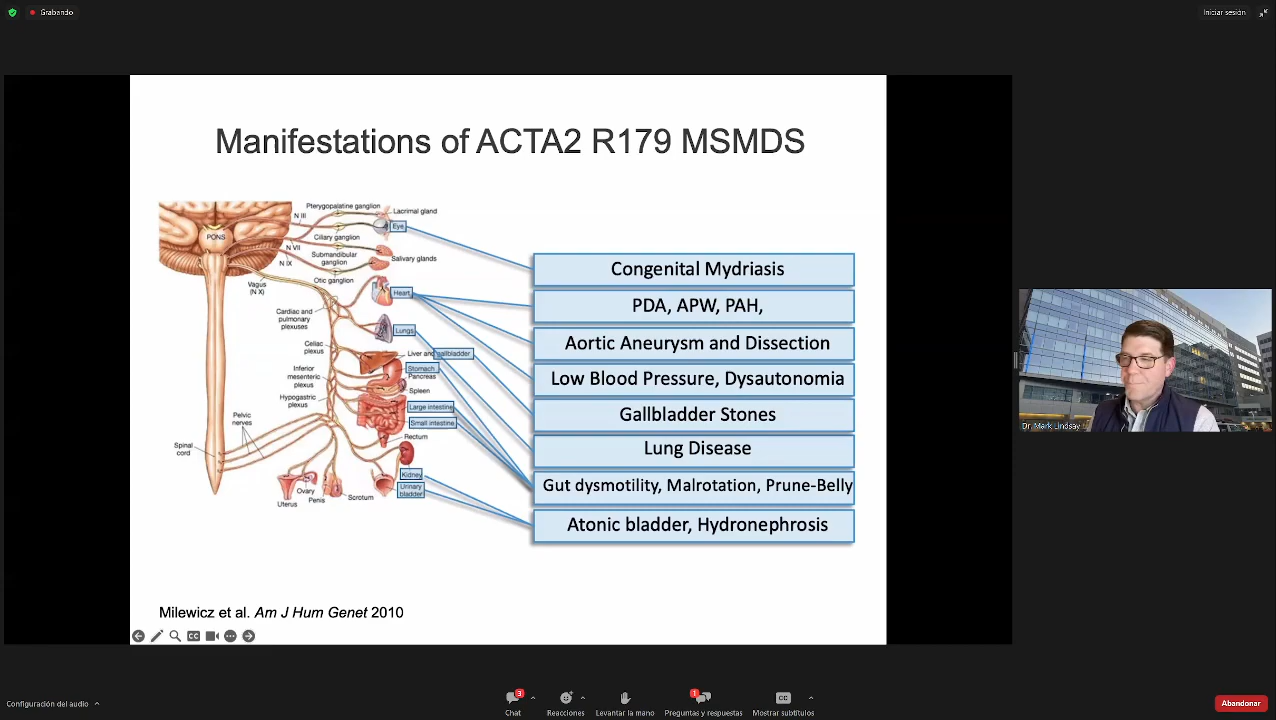 Grabando
Iniciar sesión
Manifestations of ACTA2 R179 MSMDS
Pterygopalatine ganglion
Lacrimal gland
N III
Eye
PONS
Ciliary ganglion
N VII
Submandibular
ganglion
Salivary glands
N IX
Otic ganglion
Vagus
(N X)
Heart
Cardiac and
pulmonary
plexuses
Lungs
Celiac
plexus
Liver and gallbladder
Stomach
Inferior
mesenteric
plexus
Pancreas
Spleen
Hypogastric
plexus
Large intestine
Pelvic
nerves
Small intestine
Rectum
Spinal
cord
Kidney
Urinary
bladder
Ovary
Uterus
Penis
Scrotum
Congenital Mydriasis
PDA, APW, PAH,
Aortic Aneurysm and Dissection
Low Blood Pressure, Dysautonomia
Gallbladder Stones
Lung Disease
Gut dysmotility, Malrotation, Prune-Belly
Atonic bladder, Hydronephrosis
Milewicz et al. Am J Hum Genet 2010
CC
Dr. Mark Lindsay
Configuración del audio
3
Chat
Reacciones
Levantar la mano
1
Preguntas y respuestas
CC
Mostrar subtítulos
Abandonar